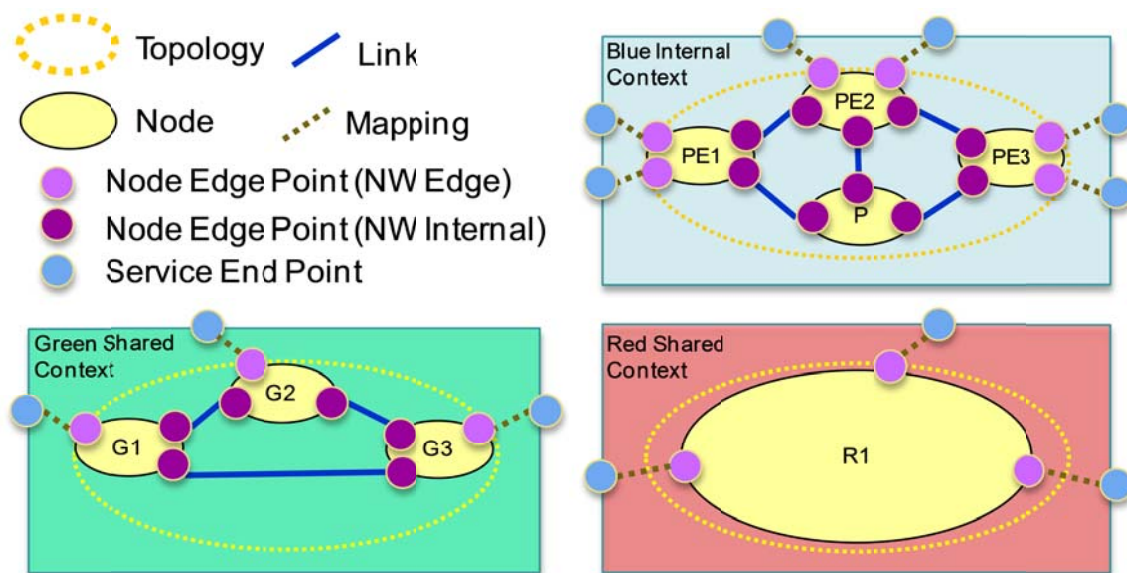 Topology
Link
Node
Mapping
Node Edge Point (NW Edge)
Node Edge Point (NW Internal)
Service End Point
Blue Internal
Context
PE2
PE1
PE3
P
Green Shared
Context
G2
G1
G3
Red Shared
Context
R1